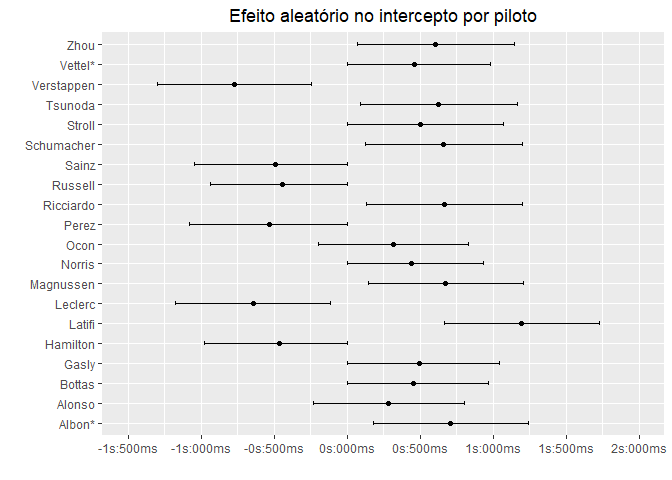 Efeito aleatório no intercepto por piloto
Zhou
Vettel*
Verstappen
Tsunoda
Stroll
Schumacher
Sainz
Russell
Ricciardo
Perez
Ocon
Norris
Magnussen
Leclerc
Latifi
Hamilton
Gasly
Bottas
Alonso
Albon*
-1s:500ms -1s:000ms -0s:500ms 0s:000ms 0s:500ms 1s:000ms 1s:500ms 2s:000ms